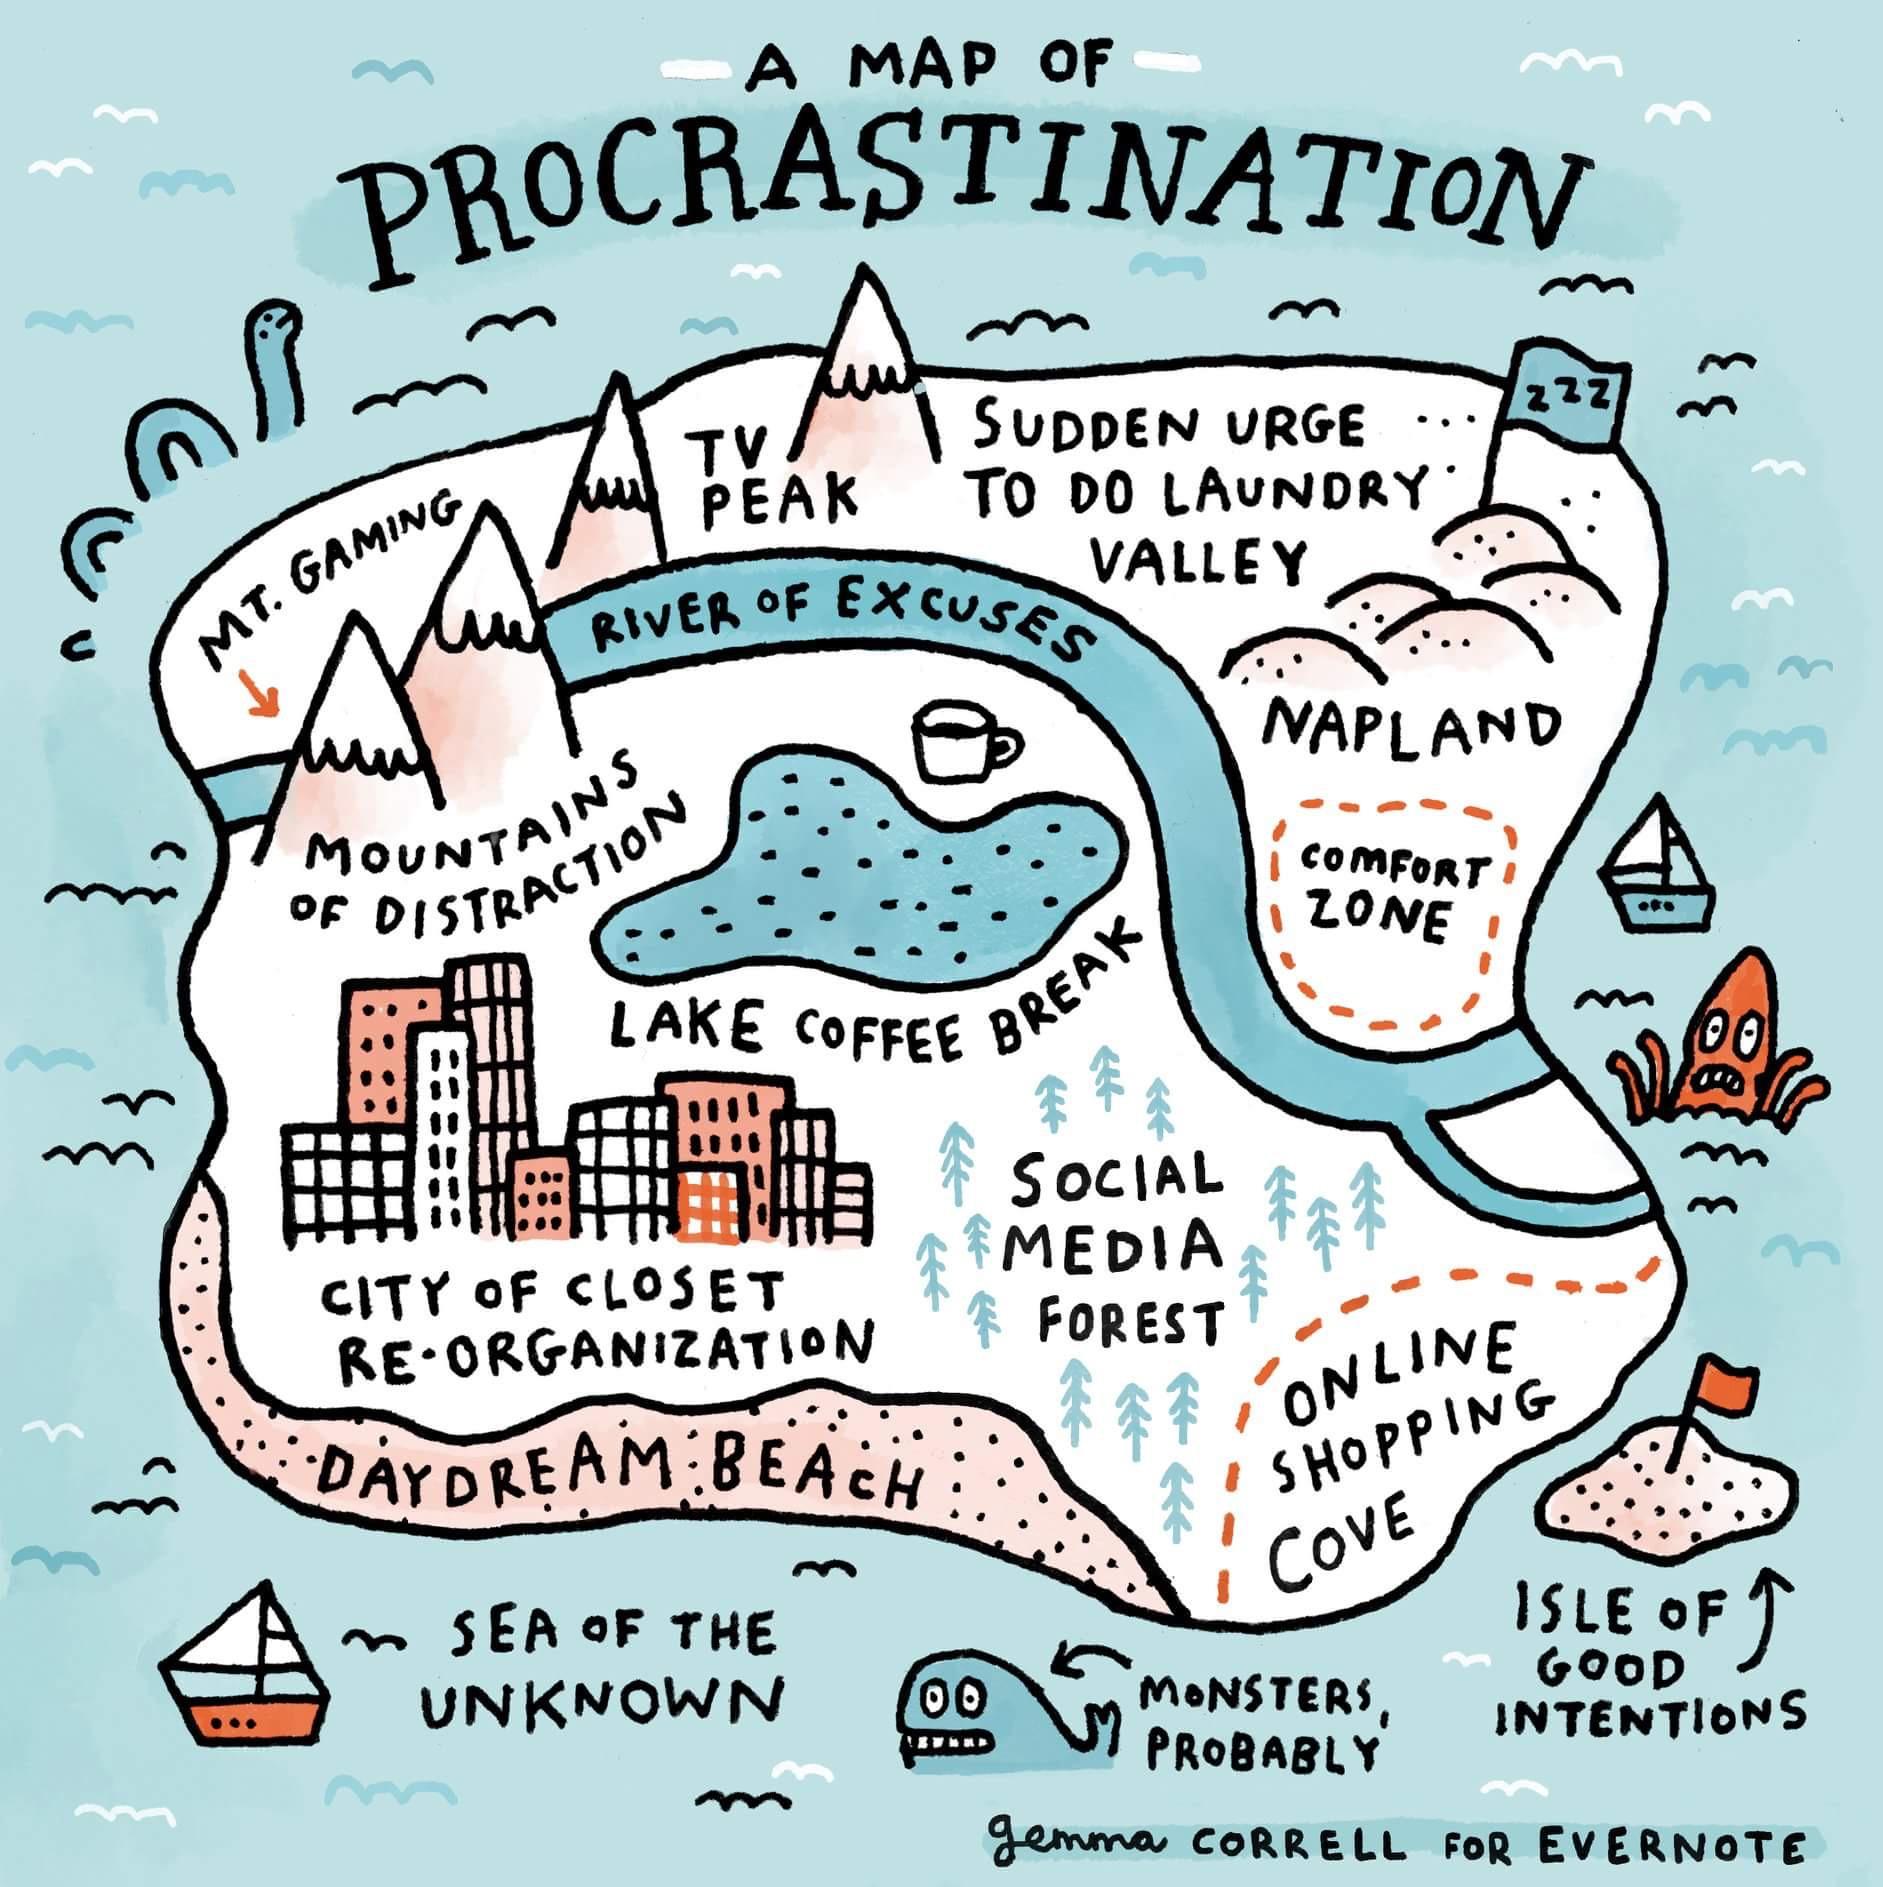 A MAP OF
PROCRASTINATION
ZZZ
SUDDEN URGE
TO DO LAUNDRY
VALLEY
TV
PEAK
MT. GAMING
RIVER OF EXCUSES
NAPLAND
MOUNTAINS
OF DISTRACTION
COMFORT
ZONE
LAKE COFFEE BREAK
SOCIAL
MEDIA
FOREST
CITY OF CLOSET
RE-ORGANIZATION
ONLINE
SHOPPING
COVE
DAYDREAM BEACH
ISLE OF
GOOD
INTENTIONS
SEA OF THE
UNKNOWN
MONSTERS,
PROBABLY
gemma CORRELL FOR EVERNOTE